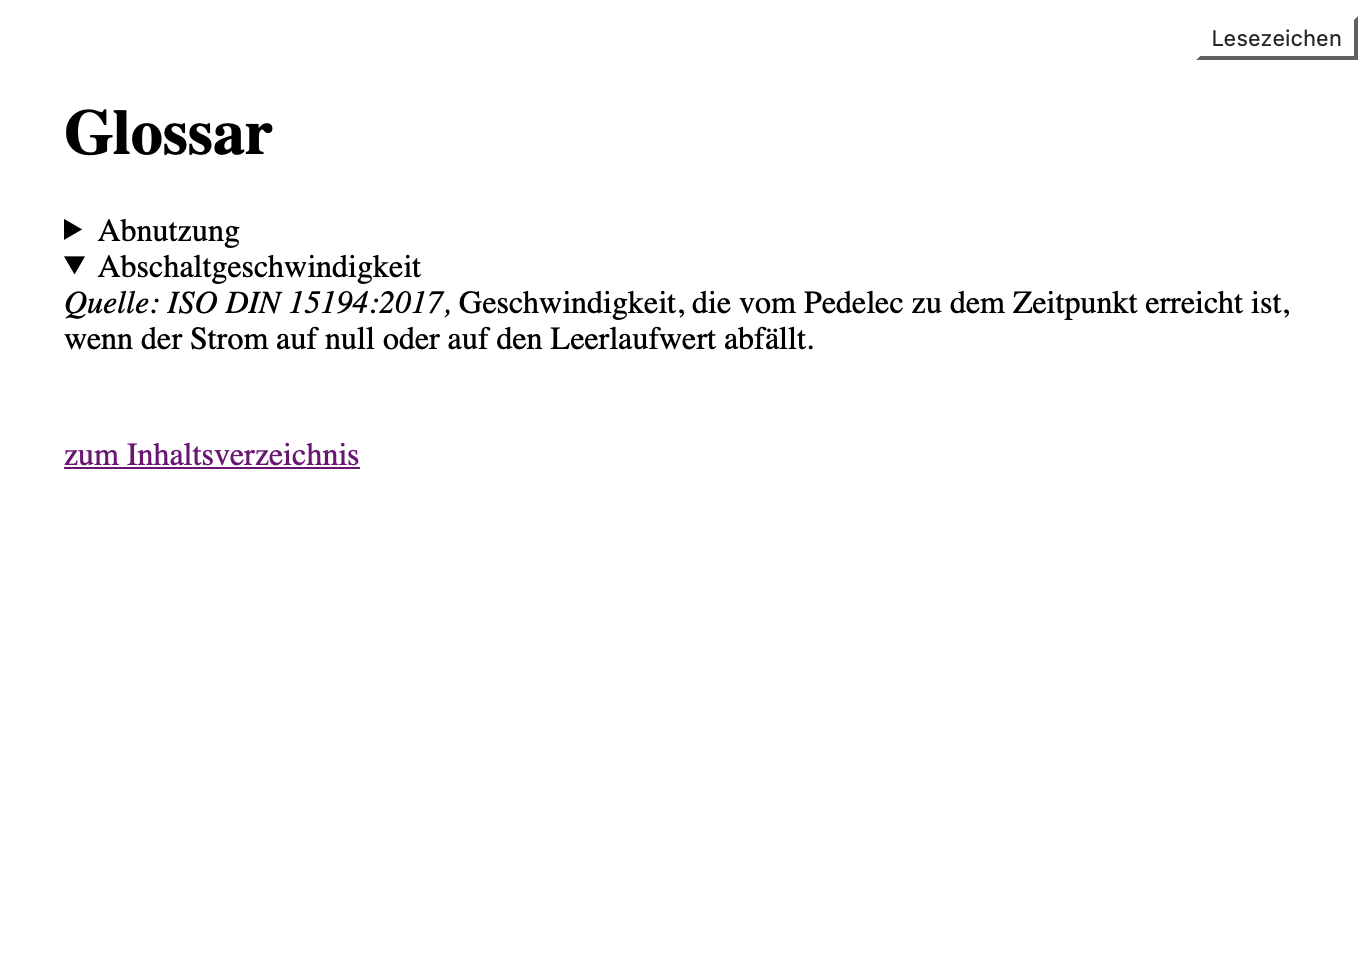 Lesezeichen
Glossar
Abnutzung
Abschaltgeschwindigkeit
Quelle: ISO DIN 15194:2017, Geschwindigkeit, die vom Pedelec zu dem Zeitpunkt erreicht ist,
wenn der Strom auf null oder auf den Leerlaufwert abfällt.
zum Inhaltsverzeichnis